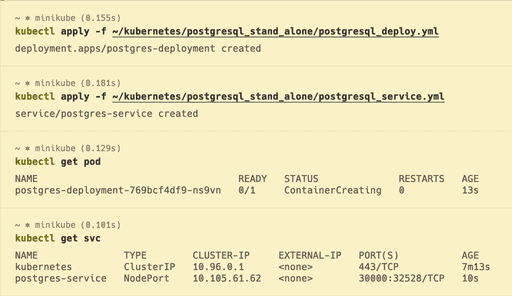 ~ ⎈ minikube (0.155s)
kubectl apply -f ~/kubernetes/postgresql_stand_alone/postgresql_deploy.yml
deployment.apps/postgres-deployment created
~ ⎈ minikube (0.181s)
kubectl apply -f ~/kubernetes/postgresql_stand_alone/postgresql_service.yml
service/postgres-service created
~ ⎈ minikube (0.129s)
kubectl get pod
NAME READY STATUS RESTARTS AGE
postgres-deployment-769bcf4df9-ns9vn 0/1 ContainerCreating 0 13s
~ ⎈ minikube (0.101s)
kubectl get svc
NAME TYPE CLUSTER-IP EXTERNAL-IP PORT(S) AGE
kubernetes ClusterIP 10.96.0.1 <none> 443/TCP 7m13s
postgres-service NodePort 10.105.61.62 <none> 30000:32528/TCP 10s